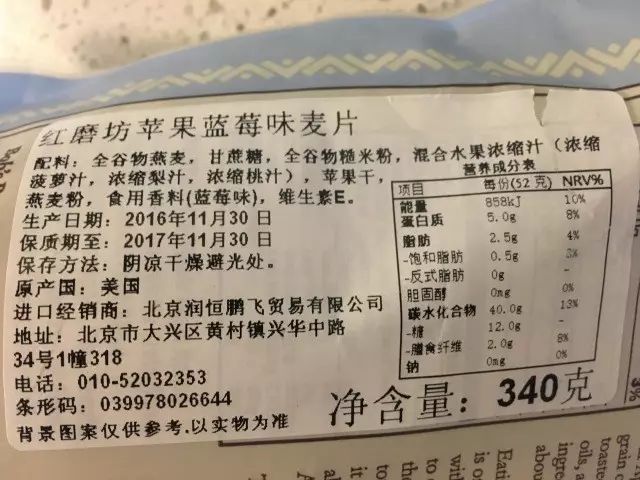 红磨坊苹果蓝莓味麦片
配料：全谷物燕麦，甘蔗糖，全谷物糙米粉，混合水果浓缩汁（浓缩
菠萝汁，浓缩梨汁，浓缩桃汁），苹果干，
燕麦粉，食用香料(蓝莓味)，维生素E。
生产日期：2016年11月30日
保质期至：2017年11月30日
保存方法：阴凉干燥避光处。
原产国：美国
进口经销商：北京润恒鹏飞贸易有限公司
地址：北京市大兴区黄村镇兴华中路
34号1幢318
电话：010-52032353
条形码：039978026644
背景图案仅供参考.以实物为准
营养成分表
项目 每份(52克) NRV%
能量 858kJ 10%
蛋白质 5.0g 8%
脂肪 2.5g 4%
-饱和脂肪 0.5g 3%
-反式脂肪 0g
胆固醇 0mg 0%
碳水化合物 40.0g 13%
-糖 12.0g
-膳食纤维 2.0g 8%
钠 0mg 0%
净含量：340克